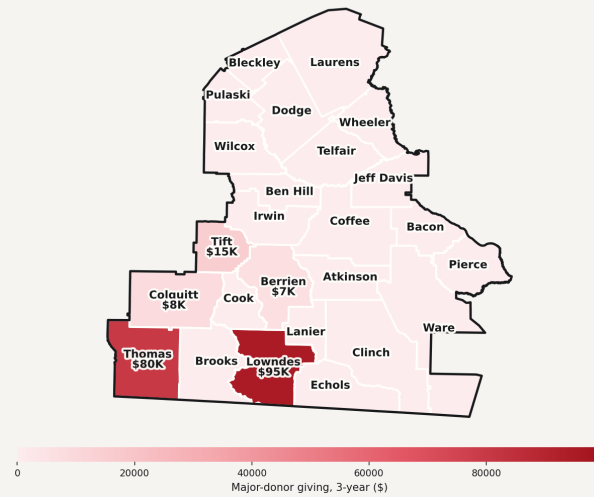 Bleckley
Laurens
Pulaski
Dodge
Wheeler
Wilcox
Telfair
Jeff Davis
Ben Hill
Irwin
Coffee
Bacon
Tift
$15K
Pierce
Berrien
$7K
Atkinson
Colquitt
$8K
Cook
Ware
Lanier
Thomas
$80K
Brooks
Lowndes
$95K
Clinch
Echols
0
20000
40000
60000
80000
Major-donor giving, 3-year ($)